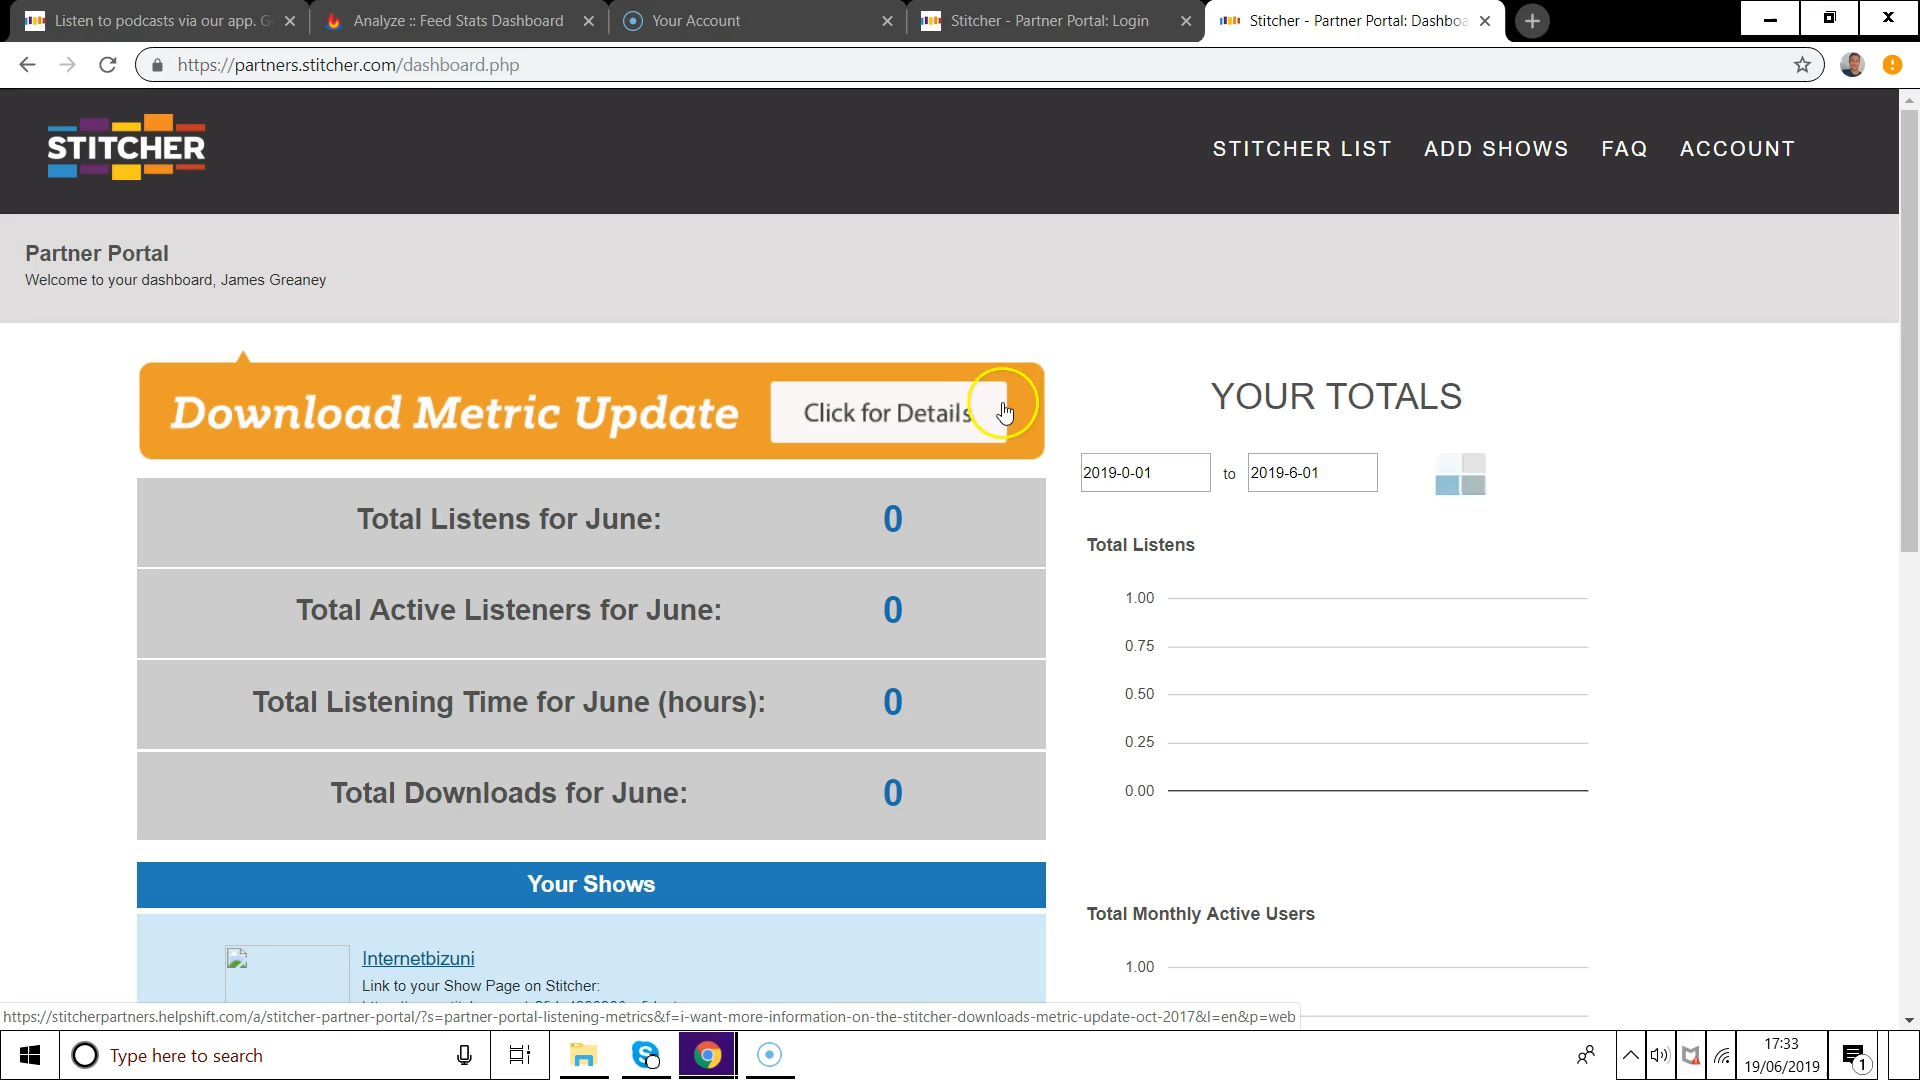 Listen to podcasts via our app. G
Analyze :: Feed Stats Dashboard
Your Account
Stitcher - Partner Portal: Login
Stitcher - Partner Portal: Dashboa
https://partners.stitcher.com/dashboard.php
STITCHER
STITCHER LIST
ADD SHOWS
FAQ
ACCOUNT
Partner Portal
Welcome to your dashboard, James Greaney
Download Metric Update
Click for Details
YOUR TOTALS
2019-0-01
to
2019-6-01
Total Listens for June:
0
Total Active Listeners for June:
0
Total Listening Time for June (hours):
0
Total Downloads for June:
0
Total Listens
1.00
0.75
0.50
0.25
0.00
Your Shows
Internetbizuni
Link to your Show Page on Stitcher:
Total Monthly Active Users
1.00
https://stitcherpartners.helpshift.com/a/stitcher-partner-portal/?s=partner-portal-listening-metrics&f=i-want-more-information-on-the-stitcher-downloads-metric-update-oct-2017&l=en&p=web
Type here to search
17:33
19/06/2019
1